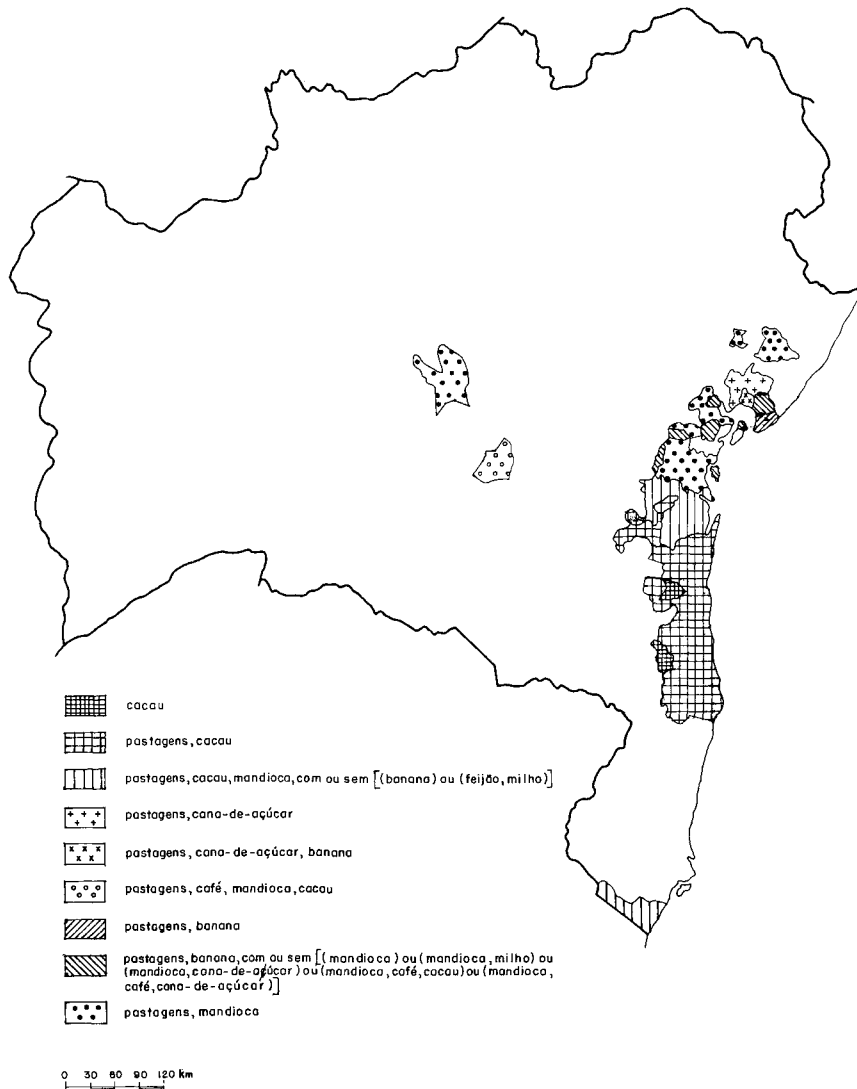 cacau
pastagens, cacau
pastagens, cacau, mandioca, com ou sem [(banana) ou (feijão, milho)]
pastagens, cana-de-açúcar
pastagens, cana-de-açúcar, banana
pastagens, café, mandioca, cacau
pastagens, banana
pastagens, banana, com ou sem [(mandioca) ou (mandioca, milho) ou
(mandioca, cana-de-açúcar) ou (mandioca, café, cacau) ou (mandioca,
café, cana-de-açúcar)]
pastagens, mandioca
0 30 60 90 120 km